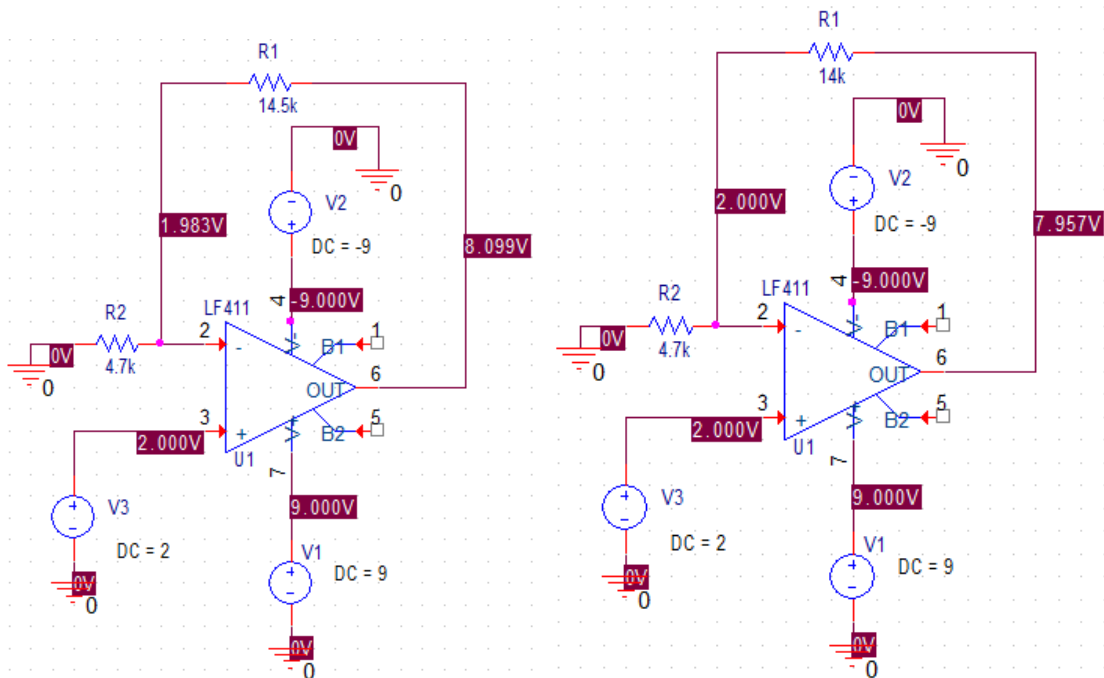 R1
14.5k
0V
0
V2
DC = -9
1.983V
8.099V
-9.000V
4
LF411
R2
4.7k
0V
0
2
-
V-
B1
1
6
OUT
3
+
V+
B2
5
U1
7
2.000V
V3
DC = 2
0V
0
9.000V
V1
DC = 9
0V
0
R1
14k
0V
0
V2
DC = -9
2.000V
7.957V
-9.000V
4
LF411
R2
4.7k
0V
0
2
-
V-
B1
1
6
OUT
3
+
V+
B2
5
U1
7
2.000V
V3
DC = 2
0V
0
9.000V
V1
DC = 9
0V
0